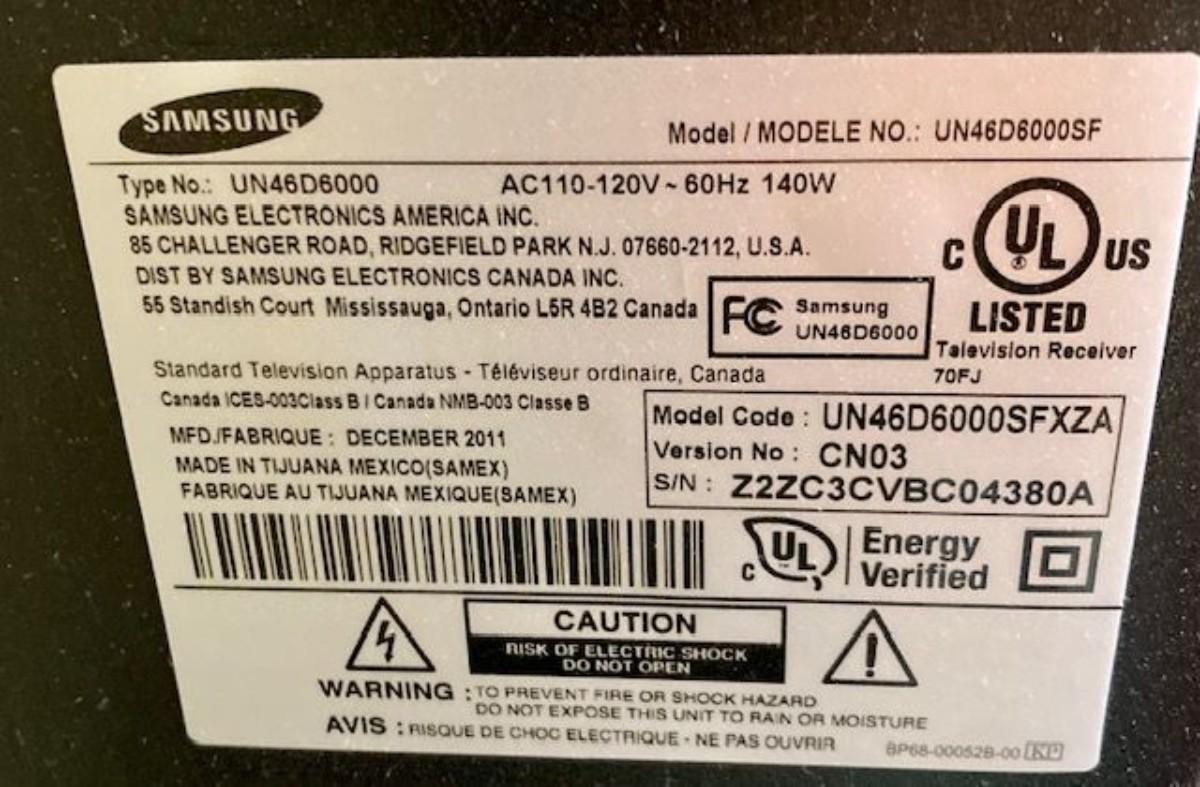 SAMSUNG
Model / MODELE NO.: UN46D6000SF
Type No.: UN46D6000 AC110-120V ~ 60Hz 140W
SAMSUNG ELECTRONICS AMERICA INC.
85 CHALLENGER ROAD, RIDGEFIELD PARK N.J. 07660-2112, U.S.A.
DIST BY SAMSUNG ELECTRONICS CANADA INC.
55 Standish Court Mississauga, Ontario L5R 4B2 Canada
FC Samsung
UN46D6000
C UL ® US
LISTED
Television Receiver
70FJ
Standard Television Apparatus - Téléviseur ordinaire, Canada
Canada ICES-003Class B / Canada NMB-003 Classe B
MFD./FABRIQUE : DECEMBER 2011
MADE IN TIJUANA MEXICO(SAMEX)
FABRIQUE AU TIJUANA MEXIQUE(SAMEX)
Model Code : UN46D6000SFXZA
Version No : CN03
S/N : Z2ZC3CVBC04380A
C UL ™ Energy
Verified
CAUTION
RISK OF ELECTRIC SHOCK
DO NOT OPEN
WARNING : TO PREVENT FIRE OR SHOCK HAZARD
DO NOT EXPOSE THIS UNIT TO RAIN OR MOISTURE
AVIS : RISQUE DE CHOC ELECTRIQUE - NE PAS OUVRIR
BP68-00052B-00 KP